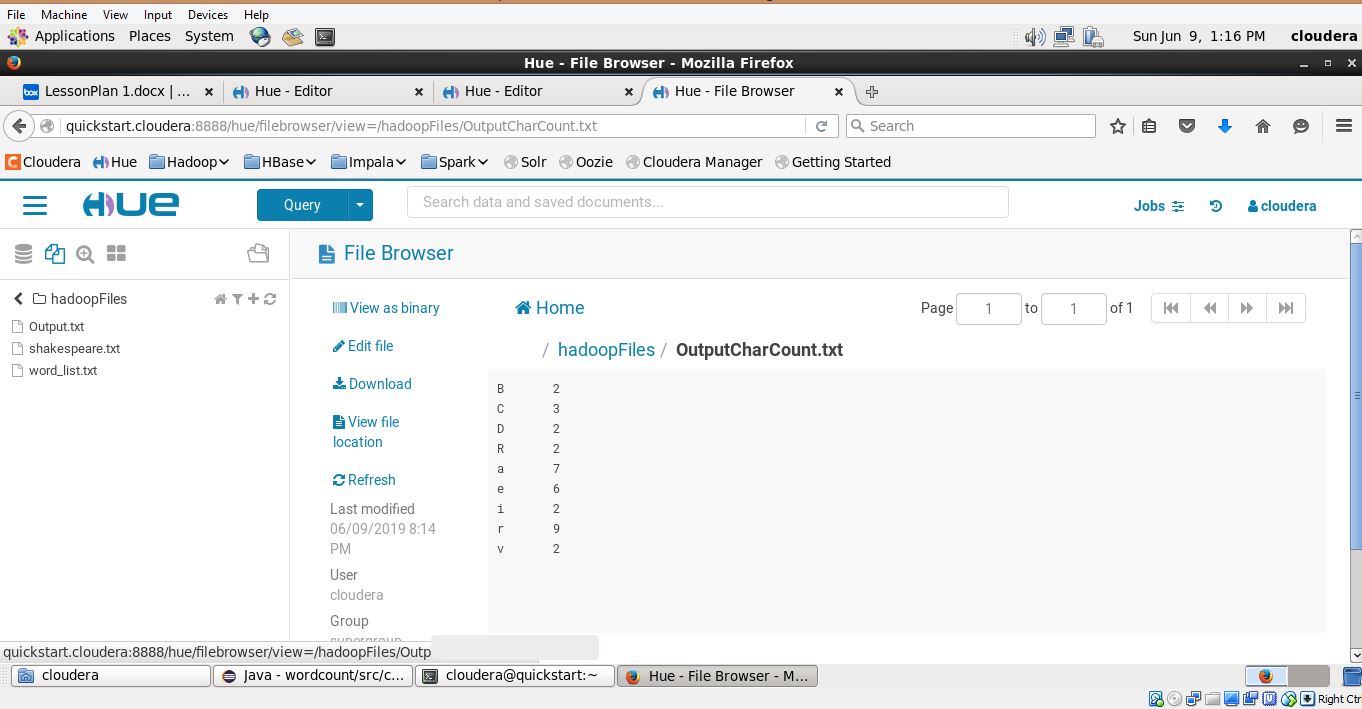 File Machine View Input Devices Help
Applications Places System
Sun Jun 9, 1:16 PM cloudera
Hue - File Browser - Mozilla Firefox
box LessonPlan 1.docx | ... Hue - Editor Hue - Editor Hue - File Browser
quickstart.cloudera:8888/hue/filebrowser/view=/hadoopFiles/OutputCharCount.txt Search
Cloudera Hue Hadoop HBase Impala Spark Solr Oozie Cloudera Manager Getting Started
HUE Query Search data and saved documents... Jobs cloudera
File Browser
hadoopFiles
Output.txt
shakespeare.txt
word_list.txt
View as binary
Edit file
Download
View file
location
Refresh
Last modified
06/09/2019 8:14
PM
User
cloudera
Group
supergroup
Home
Page 1 to 1 of 1
/ hadoopFiles / OutputCharCount.txt
B 2
C 3
D 2
R 2
a 7
e 6
i 2
r 9
v 2
quickstart.cloudera:8888/hue/filebrowser/view=/hadoopFiles/Outp
cloudera Java - wordcount/src/c... cloudera@quickstart:~ Hue - File Browser - M...
Right Ctr